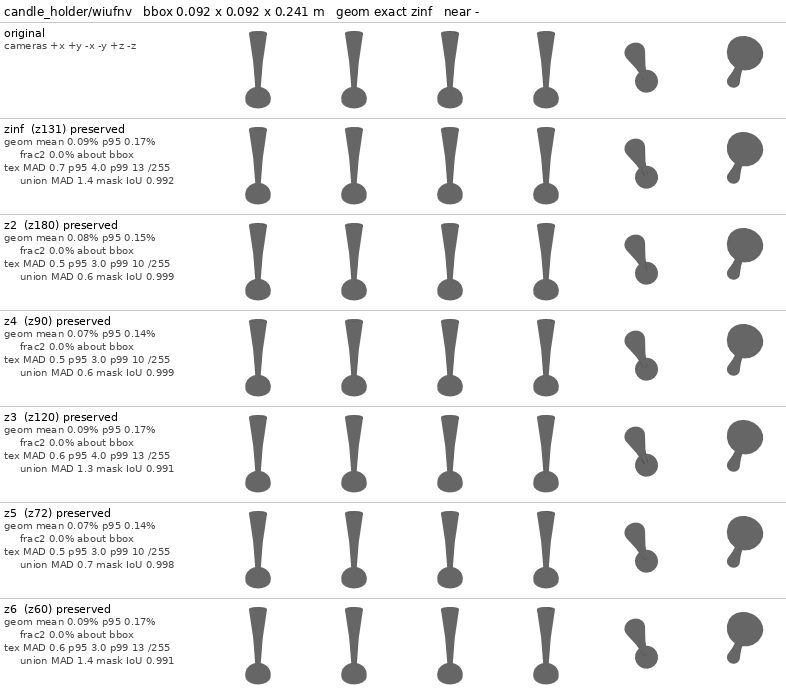 candle_holder/wiufnv   bbox 0.092 x 0.092 x 0.241 m   geom exact zinf   near -
original
cameras +x +y -x -y +z -z
zinf  (z131) preserved
geom mean 0.09% p95 0.17%
frac2 0.0% about bbox
tex MAD 0.7 p95 4.0 p99 13 /255
union MAD 1.4 mask IoU 0.992
z2  (z180) preserved
geom mean 0.08% p95 0.15%
frac2 0.0% about bbox
tex MAD 0.5 p95 3.0 p99 10 /255
union MAD 0.6 mask IoU 0.999
z4  (z90) preserved
geom mean 0.07% p95 0.14%
frac2 0.0% about bbox
tex MAD 0.5 p95 3.0 p99 10 /255
union MAD 0.6 mask IoU 0.999
z3  (z120) preserved
geom mean 0.09% p95 0.17%
frac2 0.0% about bbox
tex MAD 0.6 p95 4.0 p99 13 /255
union MAD 1.3 mask IoU 0.991
z5  (z72) preserved
geom mean 0.07% p95 0.14%
frac2 0.0% about bbox
tex MAD 0.5 p95 3.0 p99 10 /255
union MAD 0.7 mask IoU 0.998
z6  (z60) preserved
geom mean 0.09% p95 0.17%
frac2 0.0% about bbox
tex MAD 0.6 p95 3.0 p99 13 /255
union MAD 1.4 mask IoU 0.991